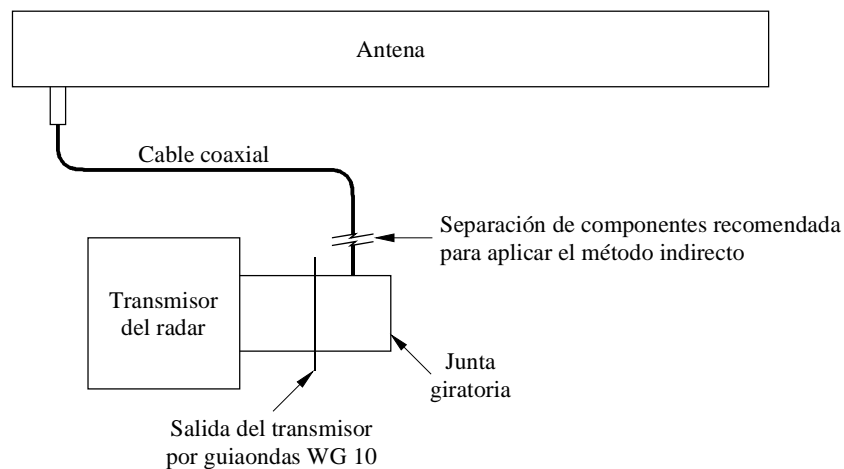 Antena
Cable coaxial
Separación de componentes recomendada
para aplicar el método indirecto
Transmisor
del radar
Junta
giratoria
Salida del transmisor
por guiaondas WG 10